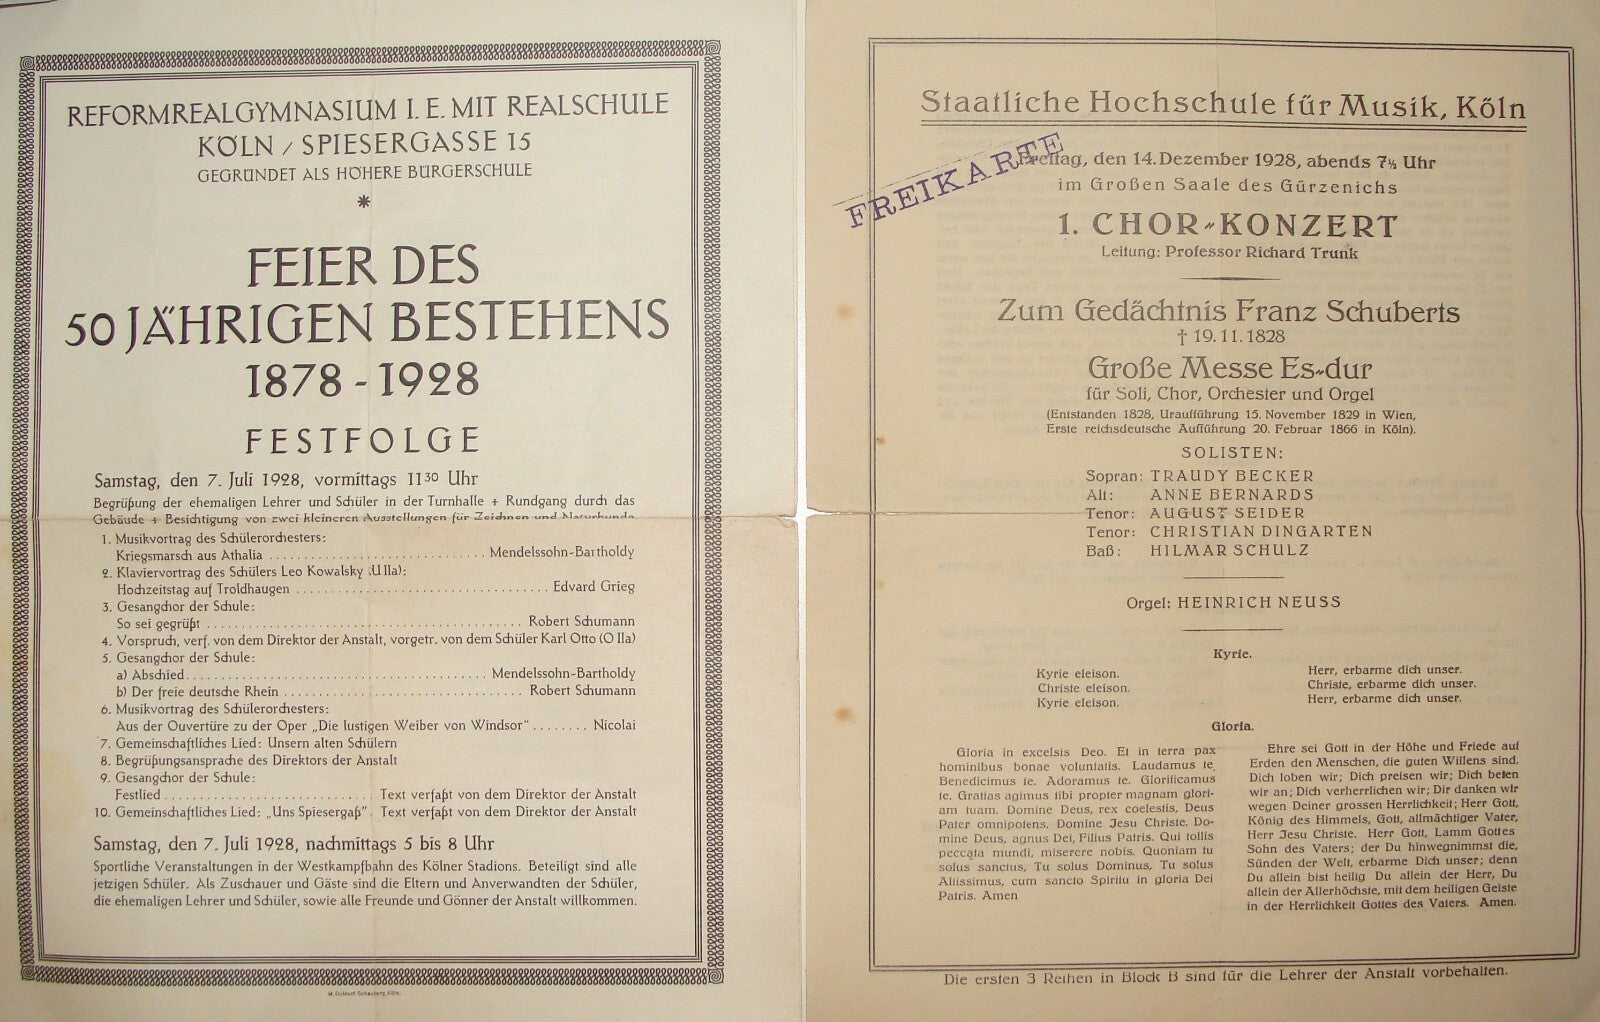 REFORMREALGYMNASIUM I. E. MIT REALSCHULE
KÖLN / SPIESERGASSE 15
GEGRÜNDET ALS HÖHERE BÜRGERSCHULE
*
FEIER DES
50 JÄHRIGEN BESTEHENS
1878 - 1928
FESTFOLGE
Samstag, den 7. Juli 1928, vormittags 11 30 Uhr
Begrüßung der ehemaligen Lehrer und Schüler in der Turnhalle + Rundgang durch das
Gebäude + Besichtigung von zwei kleineren Ausstellungen für Zeichnen und Naturkunde
1. Musikvortrag des Schülerorchesters:
Kriegsmarsch aus Athalia . . . . . Mendelssohn-Bartholdy
2. Klaviervortrag des Schülers Leo Kowalsky (U IIa):
Hochzeitstag auf Troldhaugen . . . . . Edvard Grieg
3. Gesangchor der Schule:
So sei gegrüßt . . . . . Robert Schumann
4. Vorspruch, verf. von dem Direktor der Anstalt, vorgetr. von dem Schüler Karl Otto (O IIa)
5. Gesangchor der Schule:
a) Abschied . . . . . Mendelssohn-Bartholdy
b) Der freie deutsche Rhein . . . . . Robert Schumann
6. Musikvortrag des Schülerorchesters:
Aus der Ouvertüre zu der Oper „Die lustigen Weiber von Windsor“ . . . . . Nicolai
7. Gemeinschaftliches Lied: Unsern alten Schülern
8. Begrüßungsansprache des Direktors der Anstalt
9. Gesangchor der Schule:
Festlied . . . . . Text verfaßt von dem Direktor der Anstalt
10. Gemeinschaftliches Lied: „Uns Spiesergaß“ Text verfaßt von dem Direktor der Anstalt
Samstag, den 7. Juli 1928, nachmittags 5 bis 8 Uhr
Sportliche Veranstaltungen in der Westkampfbahn des Kölner Stadions. Beteiligt sind alle
jetzigen Schüler. Als Zuschauer und Gäste sind die Eltern und Anverwandten der Schüler,
die ehemaligen Lehrer und Schüler, sowie alle Freunde und Gönner der Anstalt willkommen.
M. DuMont Schauberg, Köln.
Staatliche Hochschule für Musik, Köln
FREIKARTE
Freitag, den 14. Dezember 1928, abends 7½ Uhr
im Großen Saale des Gürzenichs
1. CHOR-KONZERT
Leitung: Professor Richard Trunk
Zum Gedächtnis Franz Schuberts
† 19. 11. 1828
Große Messe Es-dur
für Soli, Chor, Orchester und Orgel
(Entstanden 1828, Uraufführung 15. November 1829 in Wien,
Erste reichsdeutsche Aufführung 20. Februar 1866 in Köln).
SOLISTEN:
Sopran: TRAUDY BECKER
Alt: ANNE BERNARDS
Tenor: AUGUST SEIDER
Tenor: CHRISTIAN DINGARTEN
Baß: HILMAR SCHULZ
Orgel: HEINRICH NEUSS
Kyrie.
Kyrie eleison.
Christe eleison.
Kyrie eleison.
Herr, erbarme dich unser.
Christe, erbarme dich unser.
Herr, erbarme dich unser.
Gloria.
Gloria in excelsis Deo. Et in terra pax
hominibus bonae voluntatis. Laudamus te.
Benedicimus te. Adoramus te. Glorificamus
te. Gratias agimus tibi propter magnam glori-
am tuam. Domine Deus, rex coelestis, Deus
Pater omnipotens. Domine Jesu Christe. Do-
mine Deus, agnus Dei, Filius Patris. Qui tollis
peccata mundi, miserere nobis. Quoniam tu
solus sanctus, Tu solus Dominus, Tu solus
Altissimus, cum sancto Spiritu in gloria Dei
Patris. Amen
Ehre sei Gott in der Höhe und Friede auf
Erden den Menschen, die guten Willens sind.
Dich loben wir; Dich preisen wir; Dich beten
wir an; Dich verherrlichen wir; Dir danken wir
wegen Deiner grossen Herrlichkeit; Herr Gott,
König des Himmels, Gott, allmächtiger Vater,
Herr Jesu Christe. Herr Gott, Lamm Gottes
Sohn des Vaters; der Du hinwegnimmst die,
Sünden der Welt, erbarme Dich unser; denn
Du allein bist heilig Du allein der Herr, Du
allein der Allerhöchste, mit dem heiligen Geiste
in der Herrlichkeit Gottes des Vaters. Amen.
Die ersten 3 Reihen in Block B sind für die Lehrer der Anstalt vorbehalten.